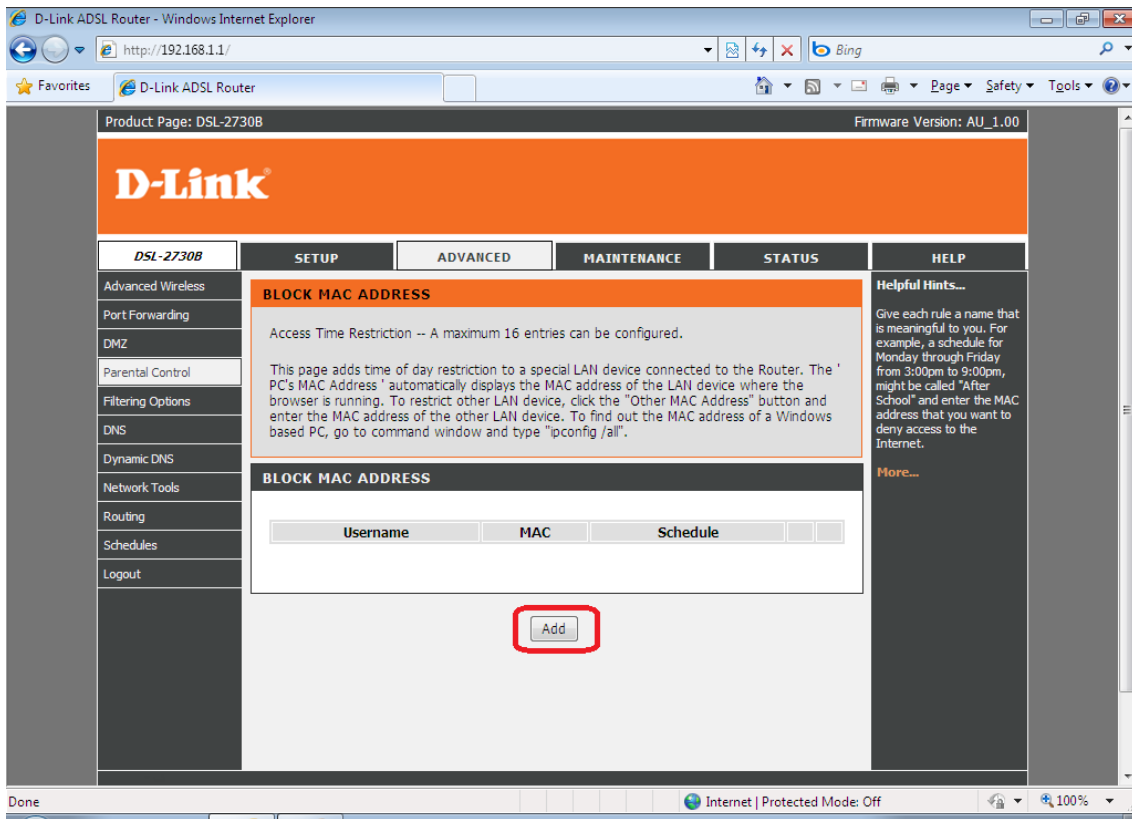 D-Link ADSL Router - Windows Internet Explorer
http://192.168.1.1/
Bing
Favorites
D-Link ADSL Router
Page
Safety
Tools
Product Page: DSL-2730B
Firmware Version: AU_1.00
D-Link
DSL-2730B
SETUP
ADVANCED
MAINTENANCE
STATUS
HELP
Advanced Wireless
Port Forwarding
DMZ
Parental Control
Filtering Options
DNS
Dynamic DNS
Network Tools
Routing
Schedules
Logout
BLOCK MAC ADDRESS
Access Time Restriction -- A maximum 16 entries can be configured.
This page adds time of day restriction to a special LAN device connected to the Router. The '
PC's MAC Address ' automatically displays the MAC address of the LAN device where the
browser is running. To restrict other LAN device, click the "Other MAC Address" button and
enter the MAC address of the other LAN device. To find out the MAC address of a Windows
based PC, go to command window and type "ipconfig /all".
BLOCK MAC ADDRESS
Username MAC Schedule
Add
Helpful Hints...
Give each rule a name that
is meaningful to you. For
example, a schedule for
Monday through Friday
from 3:00pm to 9:00pm,
might be called "After
School" and enter the MAC
address that you want to
deny access to the
Internet.
More...
Done
Internet | Protected Mode: Off
100%